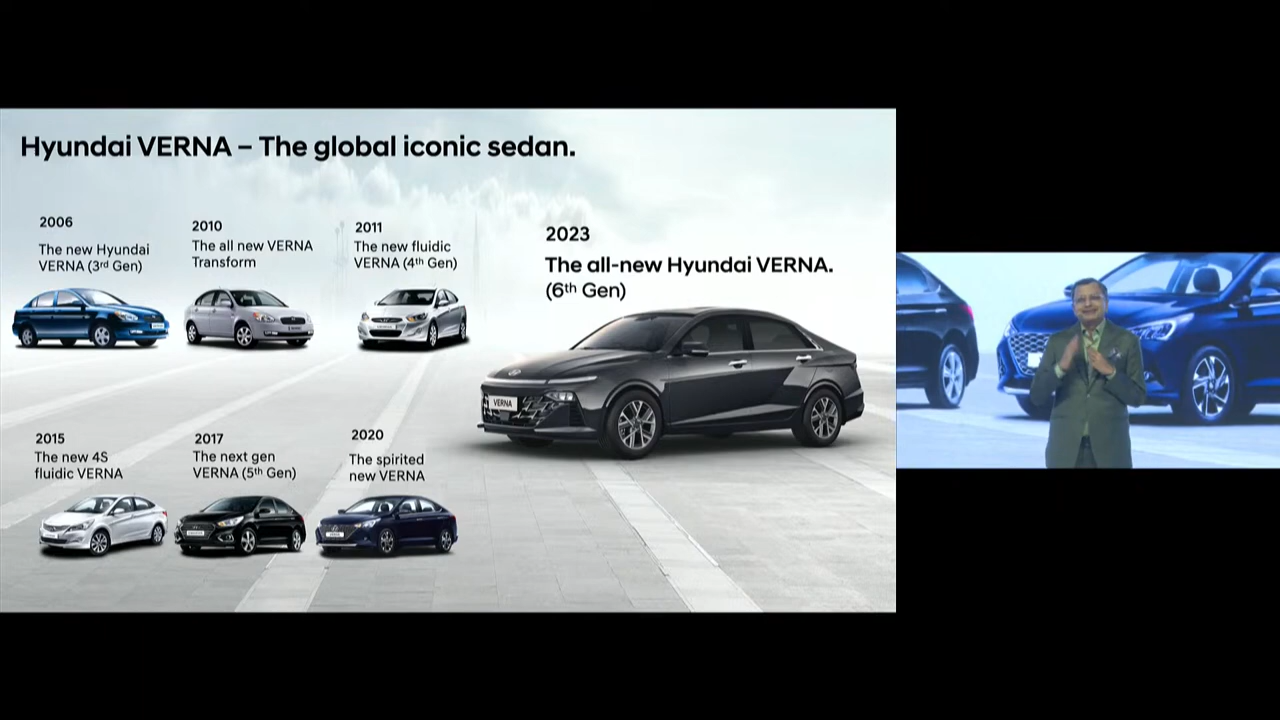 Hyundai VERNA – The global iconic sedan.
2006
The new Hyundai
VERNA (3rd Gen)
2010
The all new VERNA
Transform
2011
The new fluidic
VERNA (4th Gen)
2023
The all-new Hyundai VERNA.
(6th Gen)
VERNA
2015
The new 4S
fluidic VERNA
2017
The next gen
VERNA (5th Gen)
2020
The spirited
new VERNA